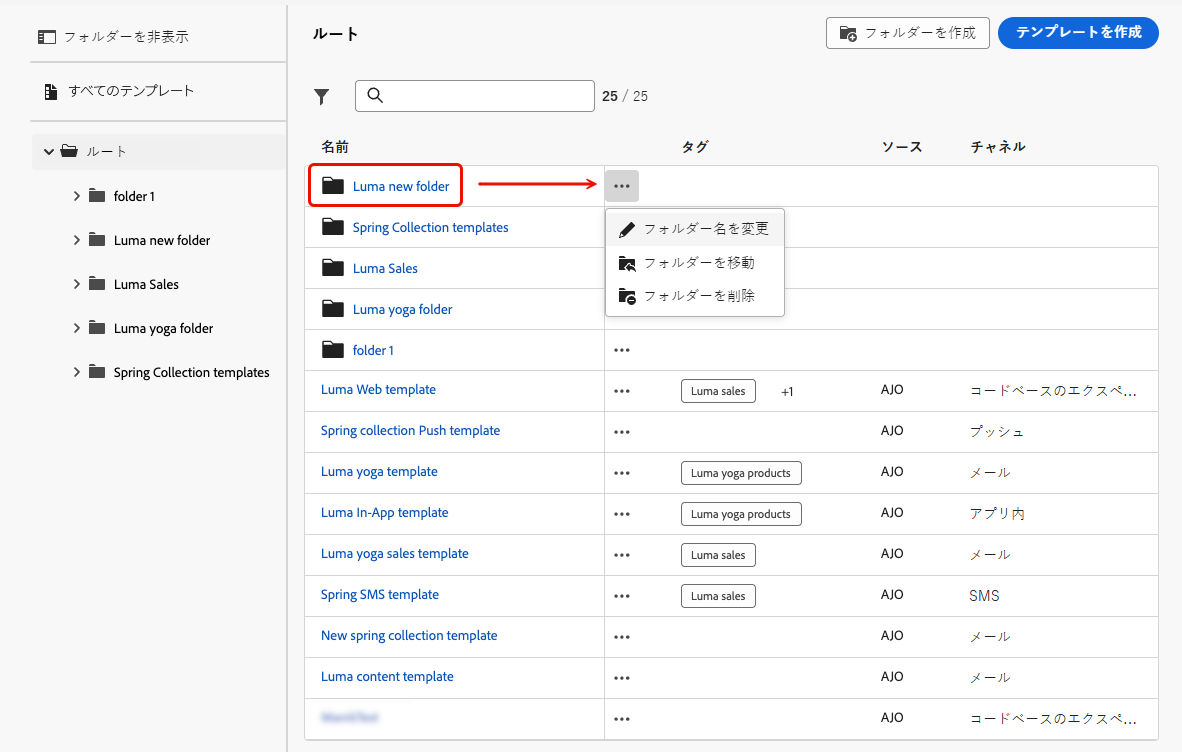 フォルダーを非表示
すべてのテンプレート
ルート
folder 1
Luma new folder
Luma Sales
Luma yoga folder
Spring Collection templates
ルート
フォルダーを作成
テンプレートを作成
25 / 25
名前 タグ ソース チャネル
Luma new folder
フォルダー名を変更
フォルダーを移動
フォルダーを削除
Spring Collection templates
Luma Sales
Luma yoga folder
folder 1
Luma Web template Luma sales +1 AJO コードベースのエクスペ...
Spring collection Push template AJO プッシュ
Luma yoga template Luma yoga products AJO メール
Luma In-App template Luma yoga products AJO アプリ内
Luma yoga sales template Luma sales AJO メール
Spring SMS template Luma sales AJO SMS
New spring collection template AJO メール
Luma content template AJO メール
AJO コードベースのエクスペ...